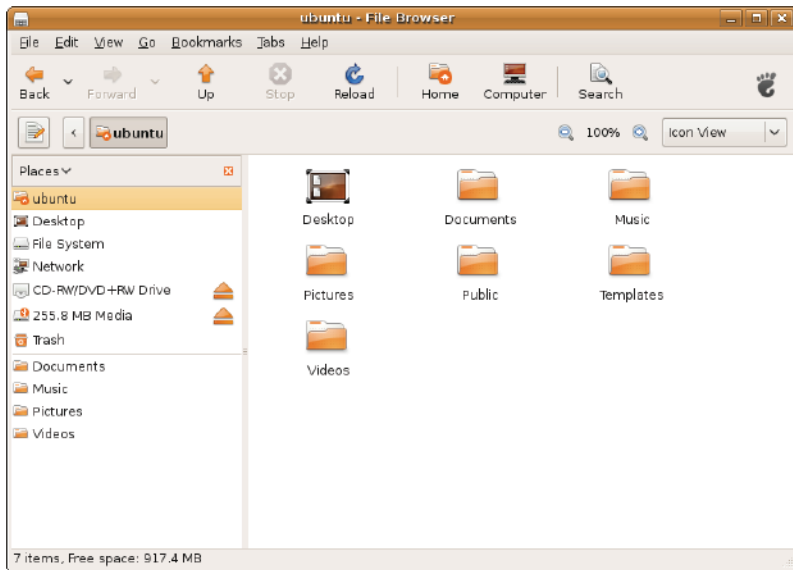 ubuntu - File Browser
File Edit View Go Bookmarks Tabs Help
Back Forward Up Stop Reload Home Computer Search
ubuntu 100% Icon View
Places
ubuntu
Desktop
File System
Network
CD-RW/DVD+RW Drive
255.8 MB Media
Trash
Documents
Music
Pictures
Videos
Desktop Documents Music
Pictures Public Templates
Videos
7 items, Free space: 917.4 MB